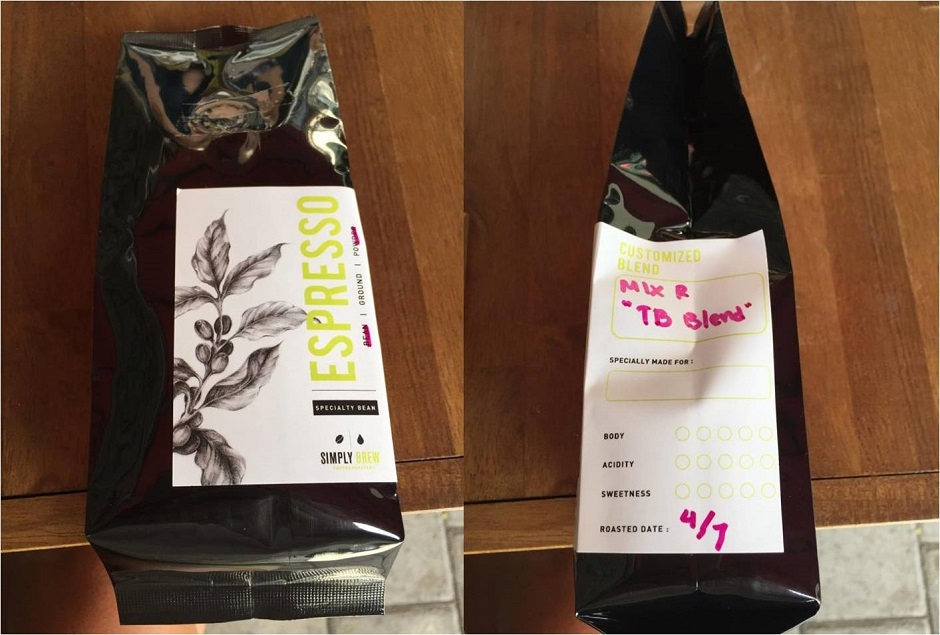 ESPRESSO
BEAN | GROUND | POWDER
SPECIALTY BEAN
SIMPLY BREW
CUSTOMIZED
BLEND
MIX R
"TB Blend"
SPECIALLY MADE FOR :
BODY
ACIDITY
SWEETNESS
ROASTED DATE : 4/7